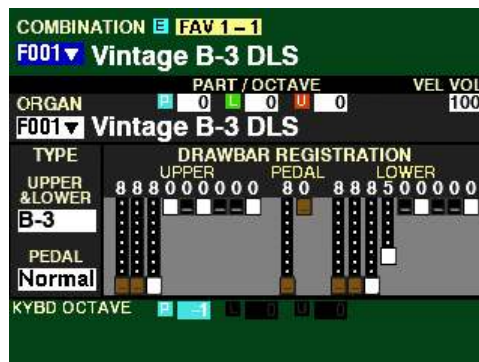 COMBINATION E FAV 1 – 1
F001▼ Vintage B-3 DLS
PART / OCTAVE VEL VOL
ORGAN P 0 L 0 U 0 100
F001▼ Vintage B-3 DLS
TYPE DRAWBAR REGISTRATION
UPPER PEDAL LOWER
UPPER 888000000 80 888500000
&LOWER
B-3
PEDAL
Normal
KYBD OCTAVE P -1 L 0 U 0